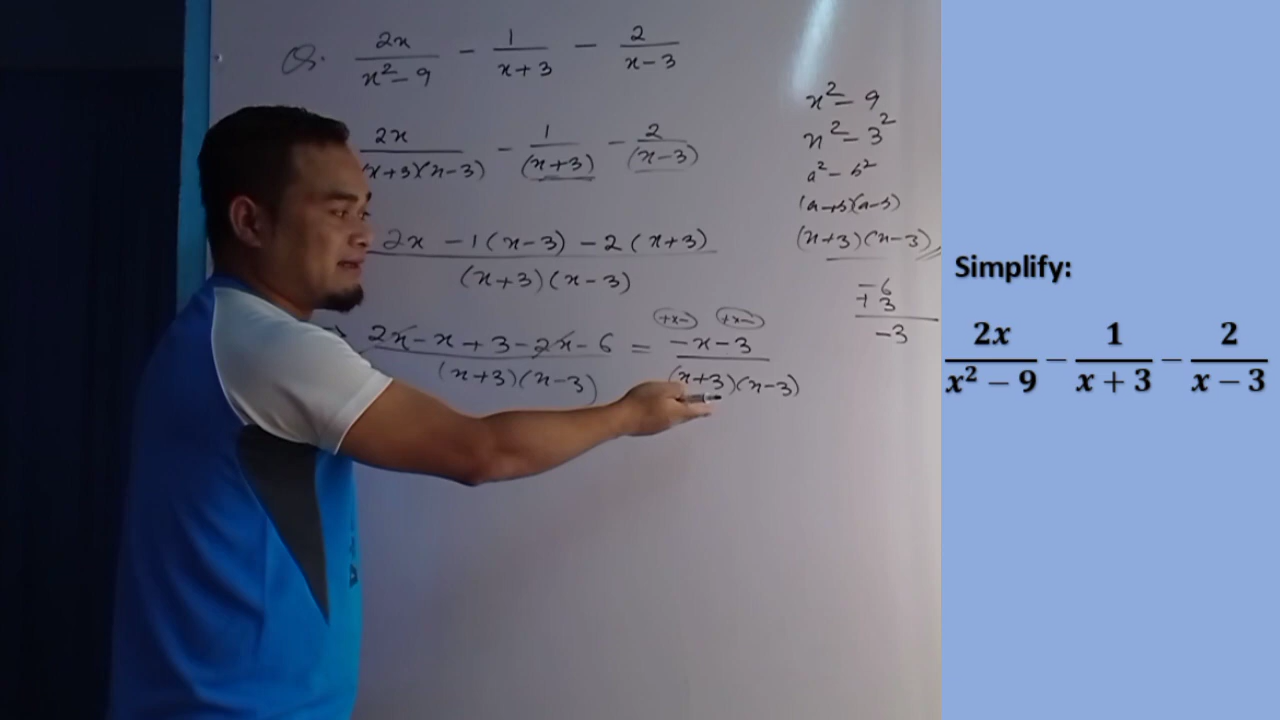 Q. 2x/x²-9 - 1/x+3 - 2/x-3
2x/(x+3)(x-3) - 1/(x+3) - 2/(x-3)
2x -1(x-3) -2(x+3)/(x+3)(x-3)
⇒ 2x-x+3-2x-6/(x+3)(x-3) = -x-3/(x+3)(x-3)
+x- +x-
x²-9
x²-3²
a²-b²
(a+b)(a-b)
(x+3)(x-3)
-6
+3
-3
Simplify:
2x/x² − 9 − 1/x + 3 − 2/x − 3